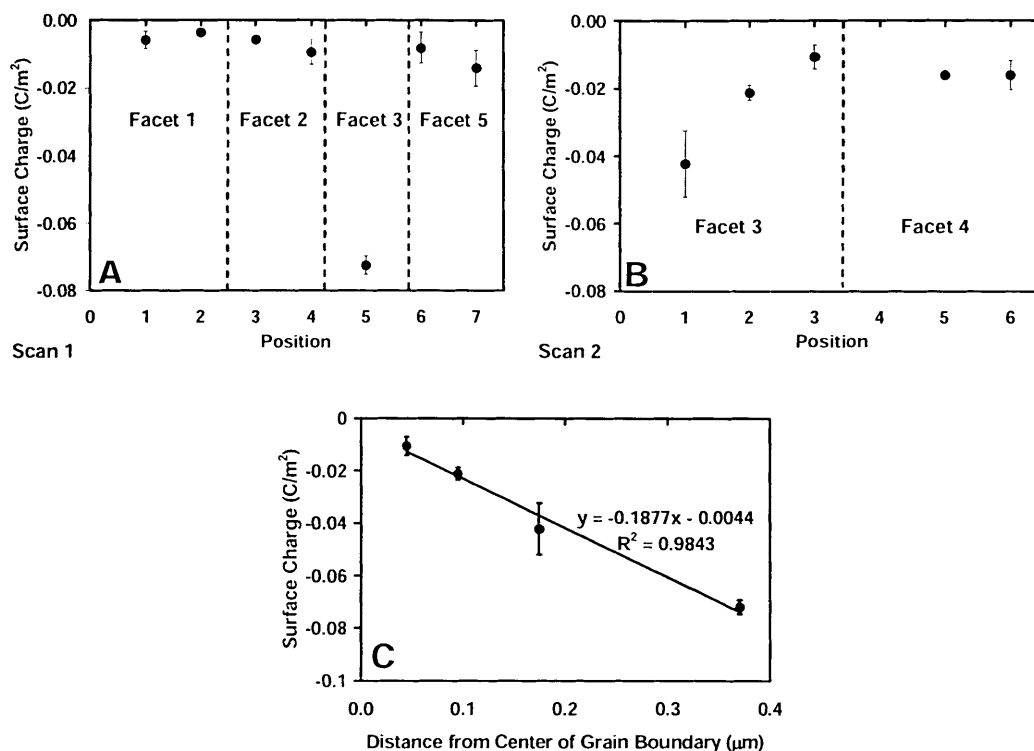 0.00
-0.02
-0.04
-0.06
-0.08
Surface Charge (C/m²)
Facet 1
Facet 2
Facet 3
Facet 5
A
0 1 2 3 4 5 6 7
Position
Scan 1
0.00
-0.02
-0.04
-0.06
-0.08
Surface Charge (C/m²)
Facet 3
Facet 4
B
0 1 2 3 4 5 6
Position
Scan 2
0
-0.02
-0.04
-0.06
-0.08
-0.1
Surface Charge (C/m²)
y = -0.1877x - 0.0044
R² = 0.9843
C
0.0 0.1 0.2 0.3 0.4
Distance from Center of Grain Boundary (µm)